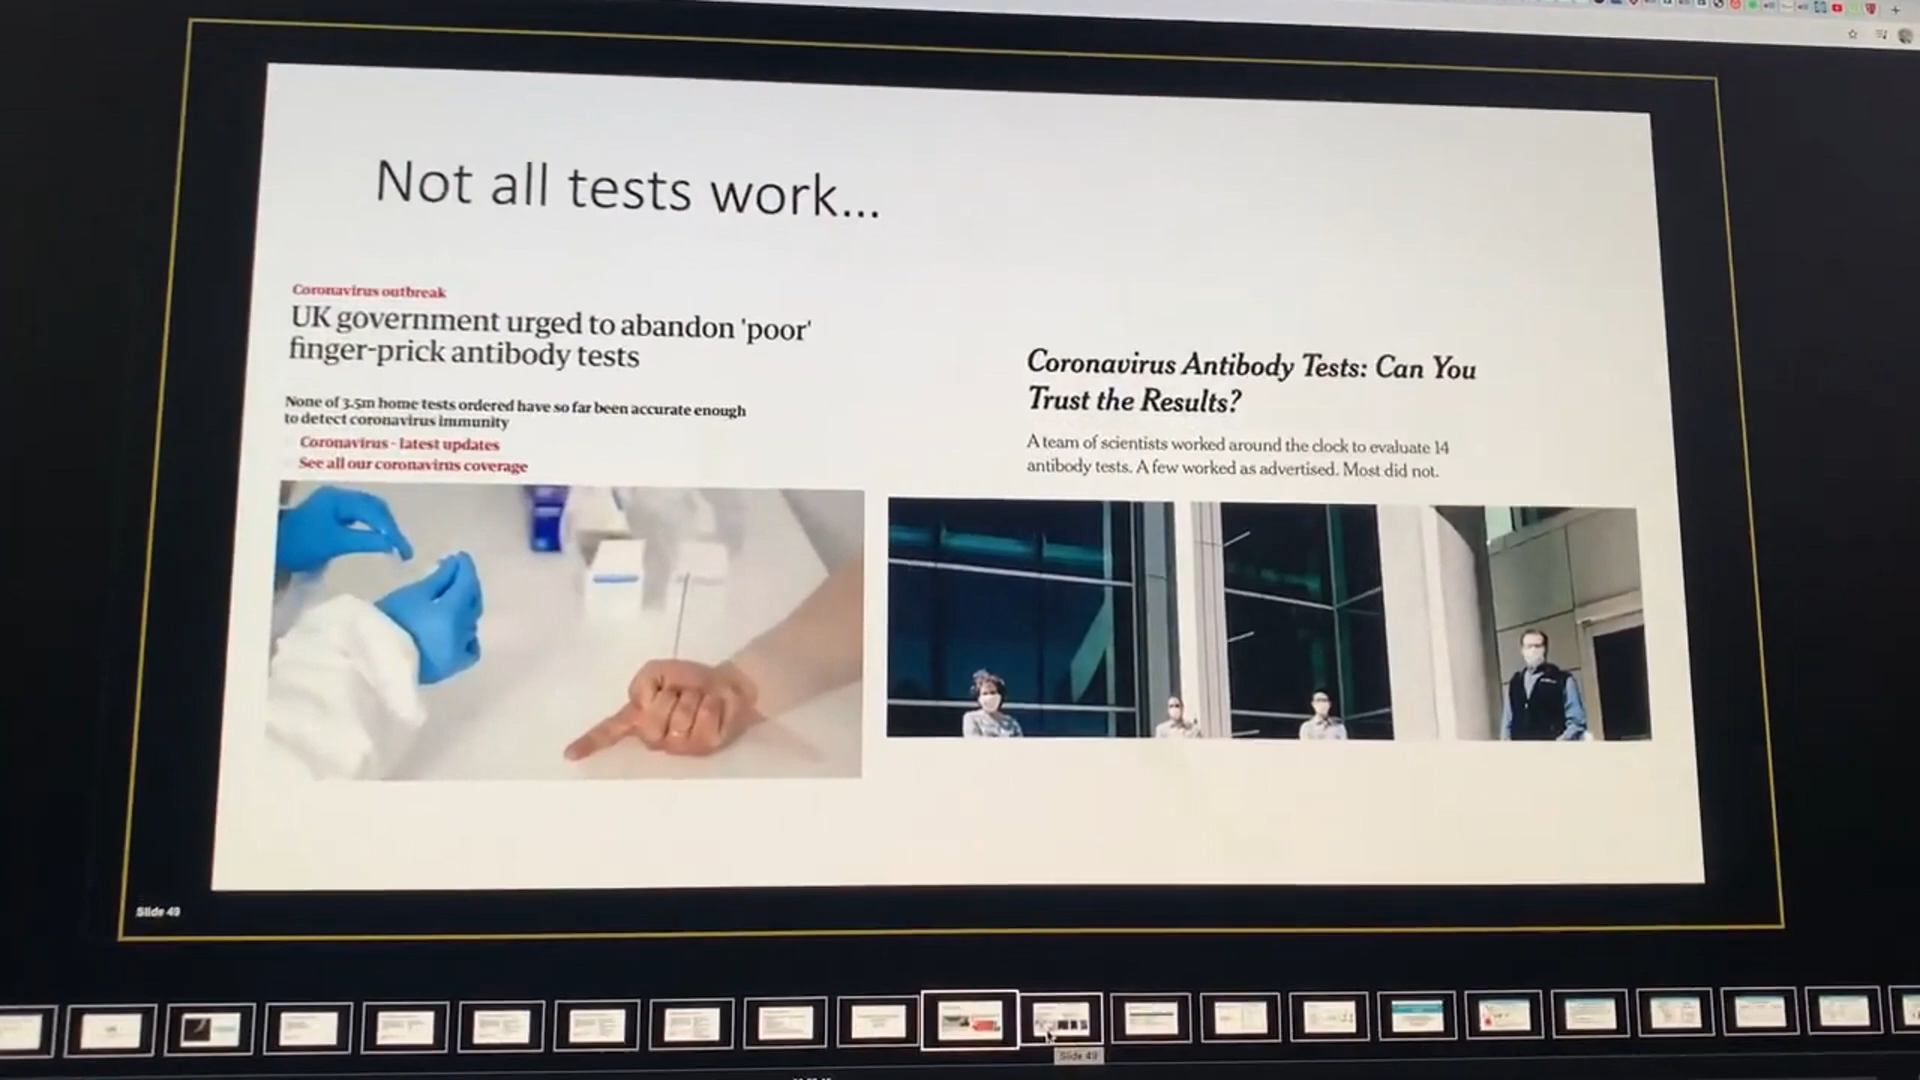 Not all tests work...
Coronavirus outbreak
UK government urged to abandon 'poor'
finger-prick antibody tests
None of 3.5m home tests ordered have so far been accurate enough
to detect coronavirus immunity
Coronavirus - latest updates
See all our coronavirus coverage
Coronavirus Antibody Tests: Can You
Trust the Results?
A team of scientists worked around the clock to evaluate 14
antibody tests. A few worked as advertised. Most did not.
Slide 49
Slide 49